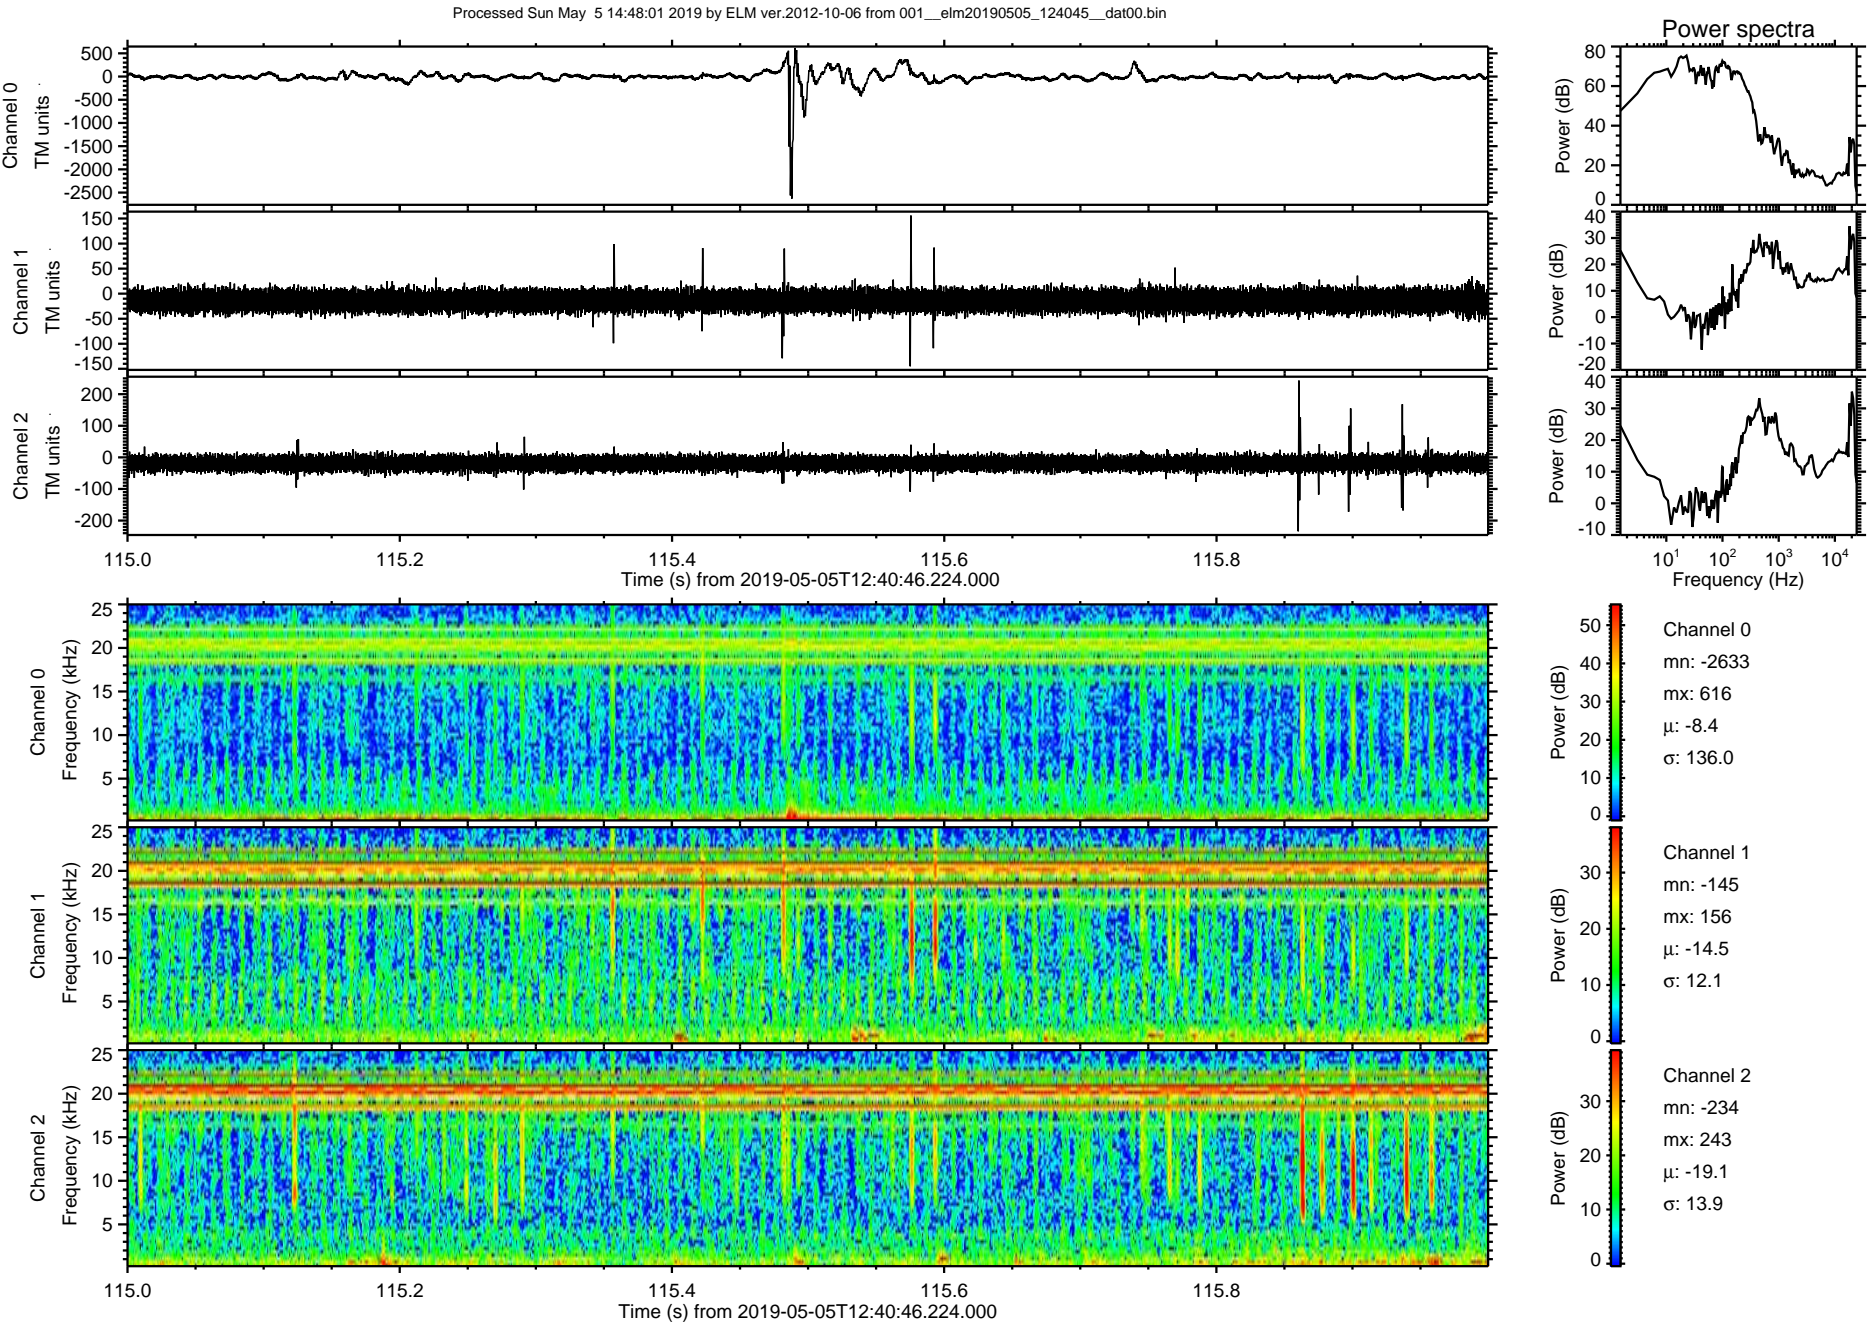 Processed Sun May  5 14:48:01 2019 by ELM ver.2012-10-06 from 001__elm20190505_124045__dat00.bin
Power spectra
Channel 0
TM units
500
0
-500
-1000
-1500
-2000
-2500
Power (dB)
80
60
40
20
0
Channel 1
TM units
150
100
50
0
-50
-100
-150
Power (dB)
40
30
20
10
0
-10
-20
Channel 2
TM units
200
100
0
-100
-200
Power (dB)
40
30
20
10
0
-10
115.0 115.2 115.4 115.6 115.8
Time (s) from 2019-05-05T12:40:46.224.000
10^1 10^2 10^3 10^4
Frequency (Hz)
Channel 0
Frequency (kHz)
25
20
15
10
5
Power (dB)
50
40
30
20
10
0
Channel 0
mn: -2633
mx: 616
μ: -8.4
σ: 136.0
Channel 1
Frequency (kHz)
25
20
15
10
5
Power (dB)
30
20
10
0
Channel 1
mn: -145
mx: 156
μ: -14.5
σ: 12.1
Channel 2
Frequency (kHz)
25
20
15
10
5
Power (dB)
30
20
10
0
Channel 2
mn: -234
mx: 243
μ: -19.1
σ: 13.9
115.0 115.2 115.4 115.6 115.8
Time (s) from 2019-05-05T12:40:46.224.000